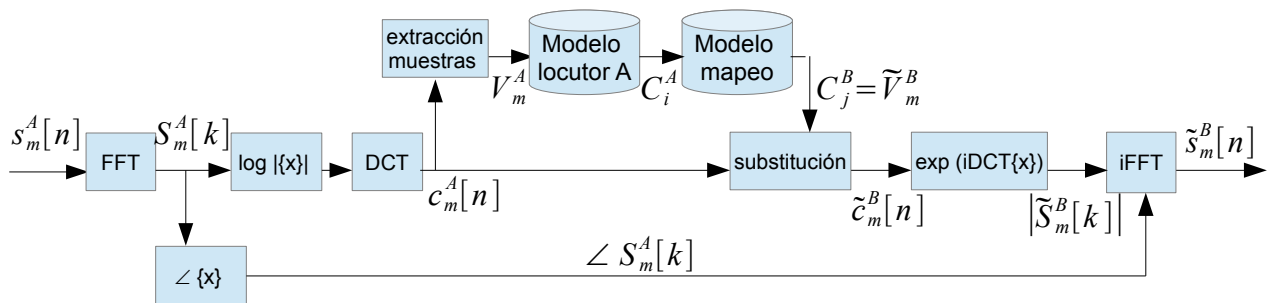 extracción
muestras
Modelo
locutor A
Modelo
mapeo
V_m^A
C_i^A
C_j^B = Ṽ_m^B
s_m^A[n]
FFT
S_m^A[k]
log |{x}|
DCT
c_m^A[n]
substitución
c̃_m^B[n]
exp (iDCT{x})
|S̃_m^B[k]|
iFFT
s̃_m^B[n]
∠ {x}
∠ S_m^A[k]